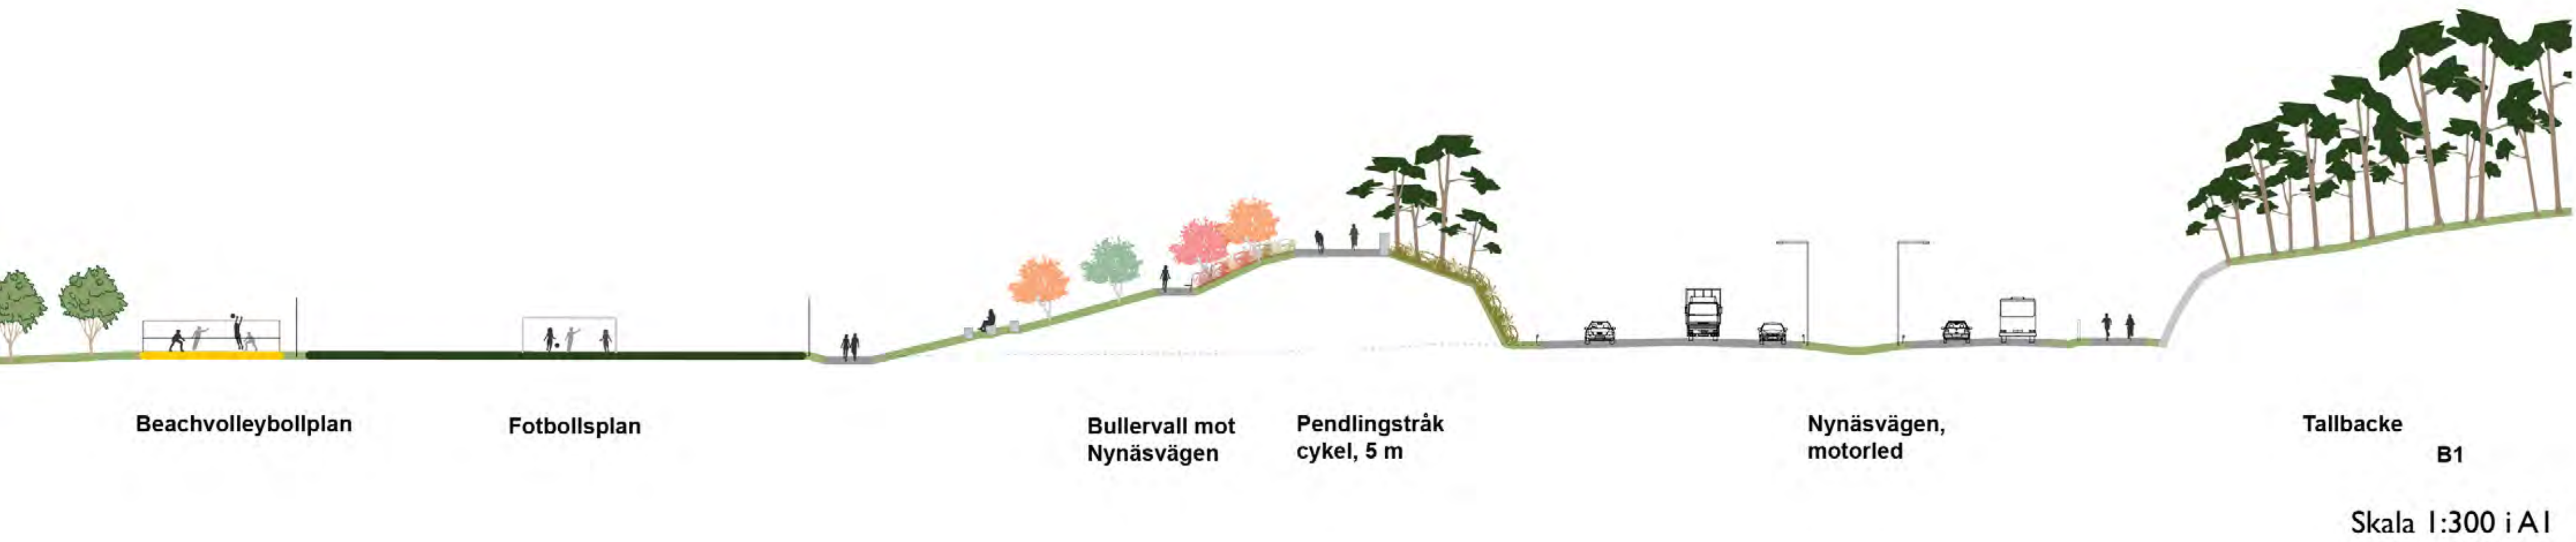 Beachvolleybollplan
Fotbollsplan
Bullervall mot
Nynäsvägen
Pendlingstråk
cykel, 5 m
Nynäsvägen,
motorled
Tallbacke
B1
Skala 1:300 i A1